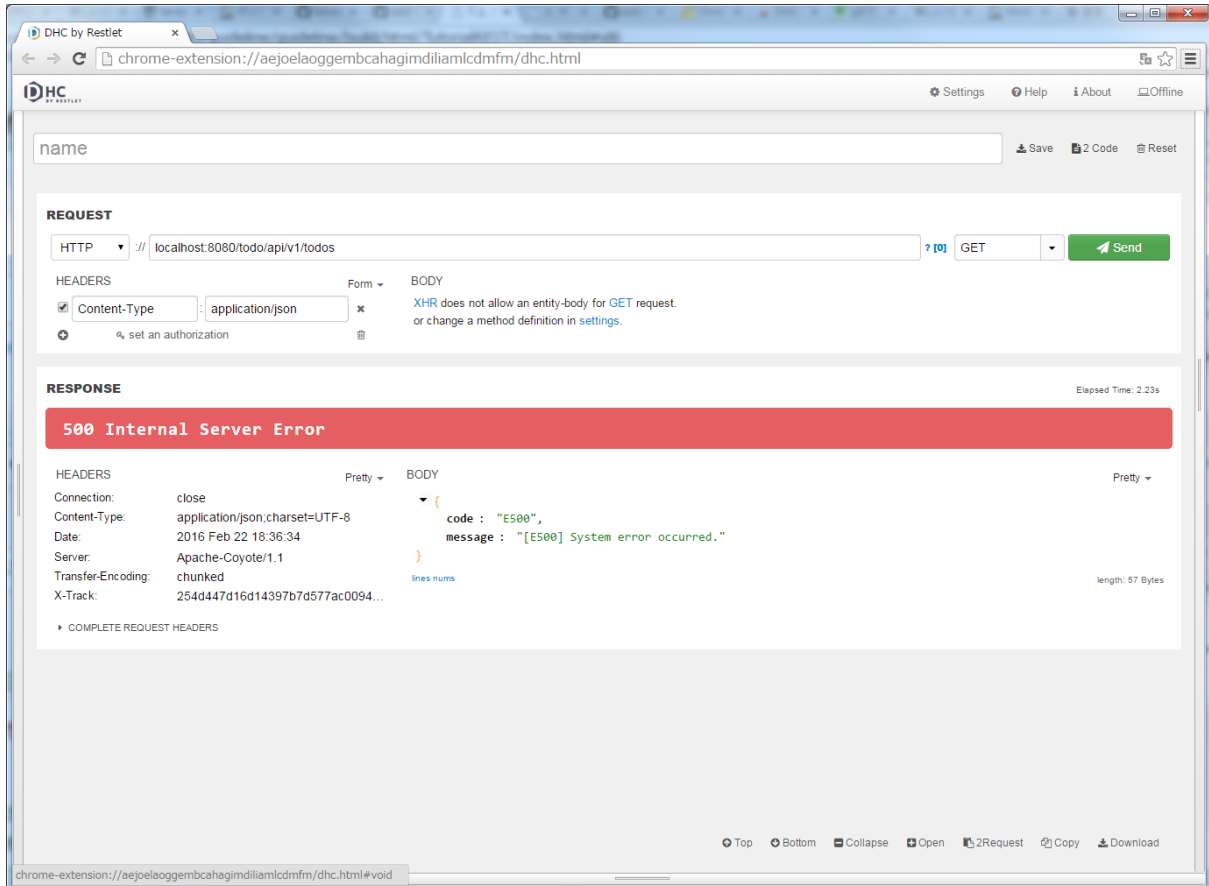 DHC by Restlet
chrome-extension://aejoelaoggembcahagimdiliamlcdmfm/dhc.html
DHC
BY RESTLET
Settings Help About Offline
name
Save 2 Code Reset
REQUEST
HTTP :// localhost:8080/todo/api/v1/todos ? [0] GET Send
HEADERS Form BODY
Content-Type : application/json XHR does not allow an entity-body for GET request.
or change a method definition in settings.
set an authorization
RESPONSE Elapsed Time: 2.23s
500 Internal Server Error
HEADERS Pretty BODY Pretty
Connection: close {
Content-Type: application/json;charset=UTF-8 code : "E500",
Date: 2016 Feb 22 18:36:34 message : "[E500] System error occurred."
Server: Apache-Coyote/1.1 }
Transfer-Encoding: chunked lines nums length: 57 Bytes
X-Track: 254d447d16d14397b7d577ac0094...
COMPLETE REQUEST HEADERS
Top Bottom Collapse Open 2Request Copy Download
chrome-extension://aejoelaoggembcahagimdiliamlcdmfm/dhc.html#void